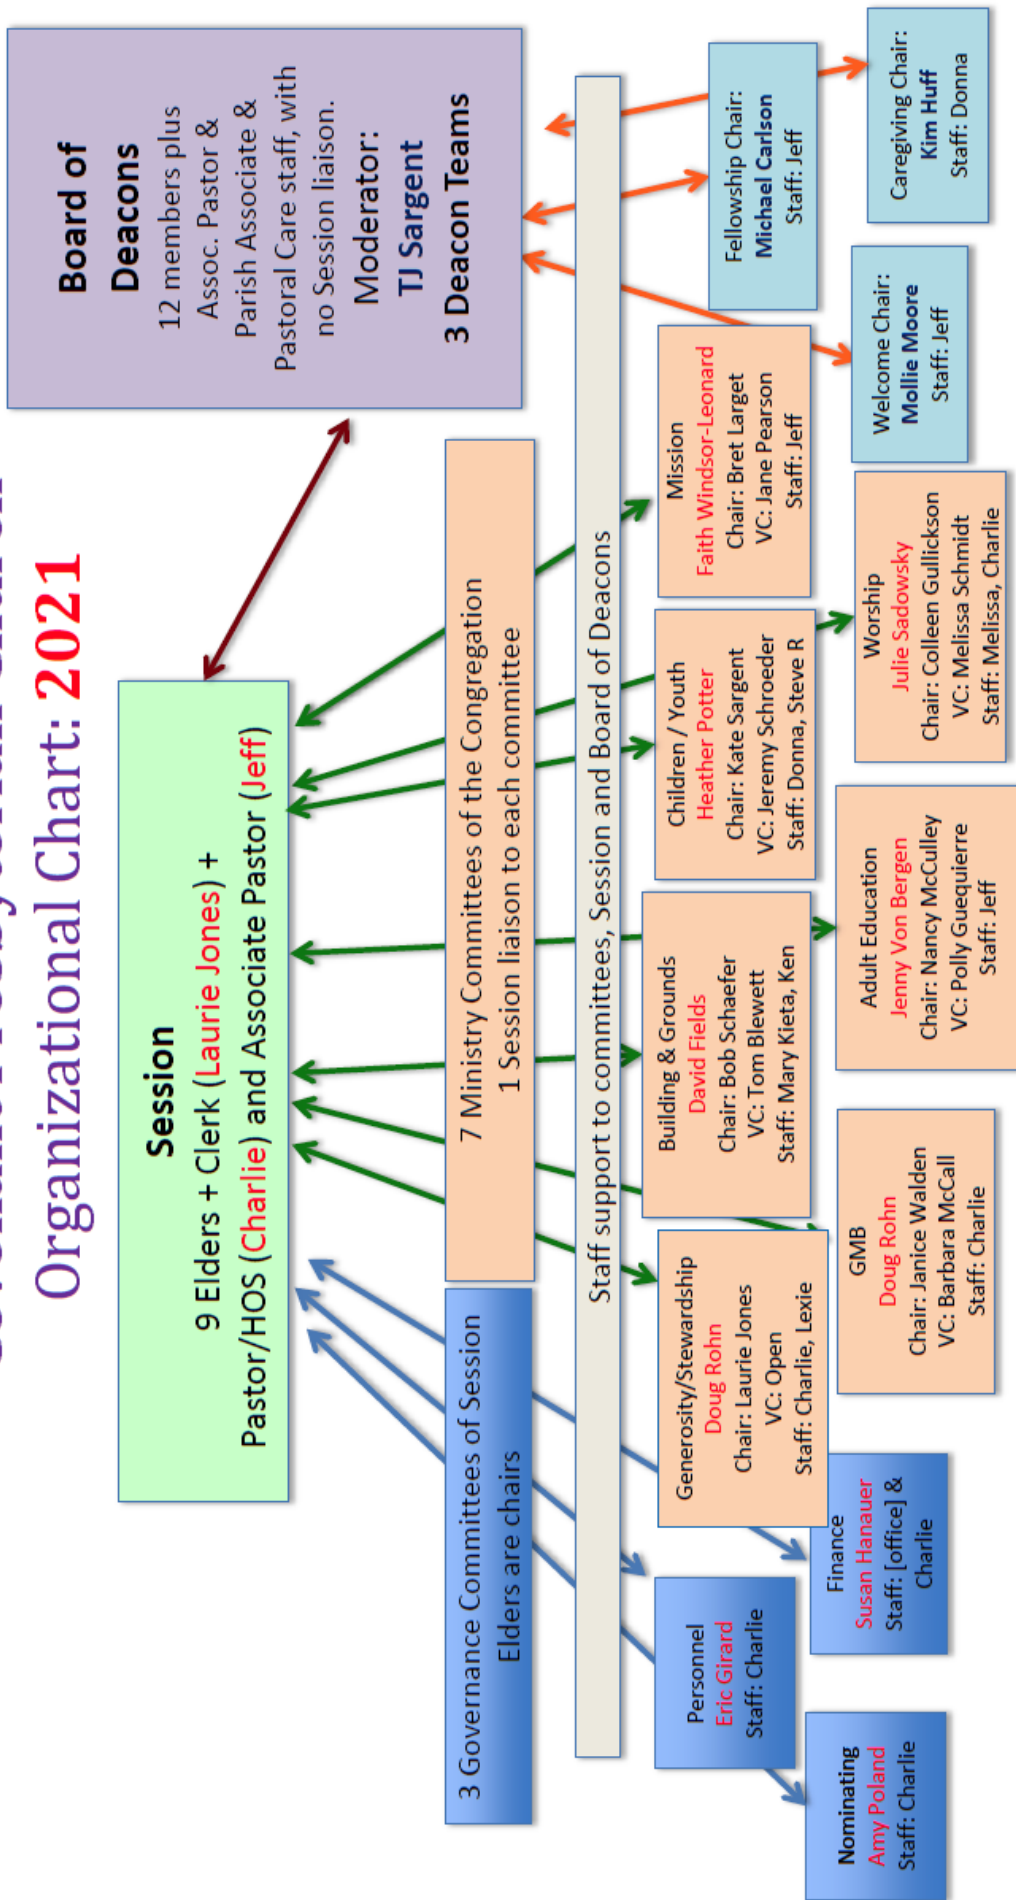 Organizational Chart: 2021
Session
9 Elders + Clerk (Laurie Jones) +
Pastor/HOS (Charlie) and Associate Pastor (Jeff)
Board of
Deacons
12 members plus
Assoc. Pastor &
Parish Associate &
Pastoral Care staff, with
no Session liaison.
Moderator:
TJ Sargent
3 Deacon Teams
3 Governance Committees of Session
Elders are chairs
7 Ministry Committees of the Congregation
1 Session liaison to each committee
Staff support to committees, Session and Board of Deacons
Personnel
Eric Girard
Staff: Charlie
Nominating
Amy Poland
Staff: Charlie
Finance
Susan Hanauer
Staff: [office] &
Charlie
Generosity/Stewardship
Doug Rohn
Chair: Laurie Jones
VC: Open
Staff: Charlie, Lexie
GMB
Doug Rohn
Chair: Janice Walden
VC: Barbara McCall
Staff: Charlie
Building & Grounds
David Fields
Chair: Bob Schaefer
VC: Tom Blewett
Staff: Mary Kieta, Ken
Adult Education
Jenny Von Bergen
Chair: Nancy McCulley
VC: Polly Guequierre
Staff: Jeff
Children / Youth
Heather Potter
Chair: Kate Sargent
VC: Jeremy Schroeder
Staff: Donna, Steve R
Worship
Julie Sadowsky
Chair: Colleen Gullickson
VC: Melissa Schmidt
Staff: Melissa, Charlie
Mission
Faith Windsor-Leonard
Chair: Bret Larget
VC: Jane Pearson
Staff: Jeff
Welcome Chair:
Mollie Moore
Staff: Jeff
Fellowship Chair:
Michael Carlson
Staff: Jeff
Caregiving Chair:
Kim Huff
Staff: Donna